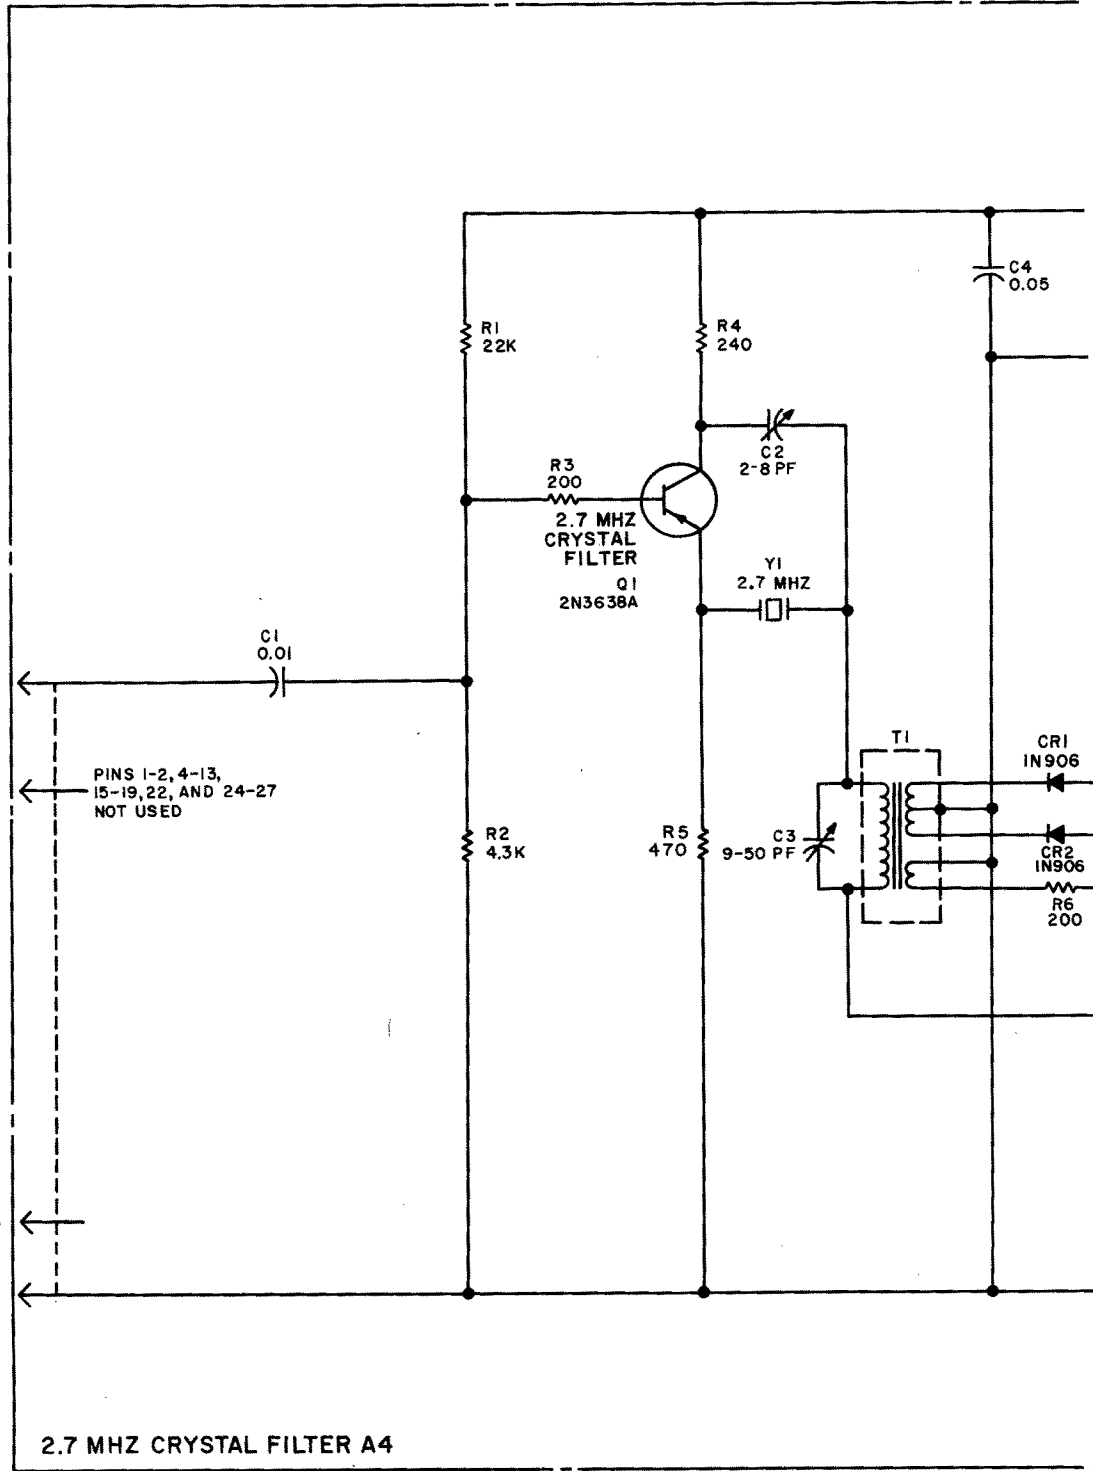 C4
0.05
R1
22K
R4
240
C2
2-8 PF
R3
200
2.7 MHZ
CRYSTAL
FILTER
Q1
2N3638A
Y1
2.7 MHZ
C1
0.01
T1
CR1
1N906
PINS 1-2, 4-13,
15-19, 22, AND 24-27
NOT USED
R2
4.3K
R5
470
C3
9-50 PF
CR2
1N906
R6
200
2.7 MHZ CRYSTAL FILTER A4